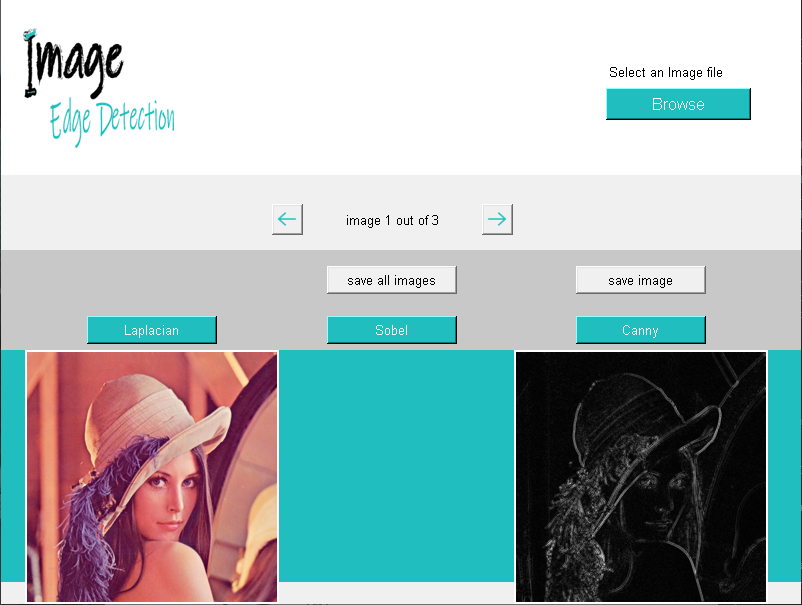 Image
Edge Detection
Select an Image file
Browse
image 1 out of 3
save all images
save image
Laplacian
Sobel
Canny